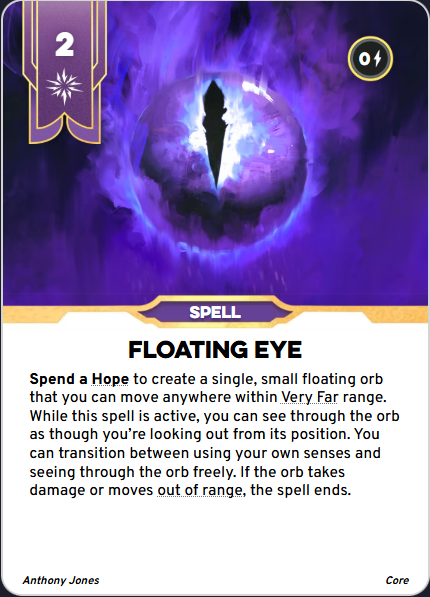 2
0
SPELL
FLOATING EYE
Spend a Hope to create a single, small floating orb
that you can move anywhere within Very Far range.
While this spell is active, you can see through the orb
as though you're looking out from its position. You
can transition between using your own senses and
seeing through the orb freely. If the orb takes
damage or moves out of range, the spell ends.
Anthony Jones
Core